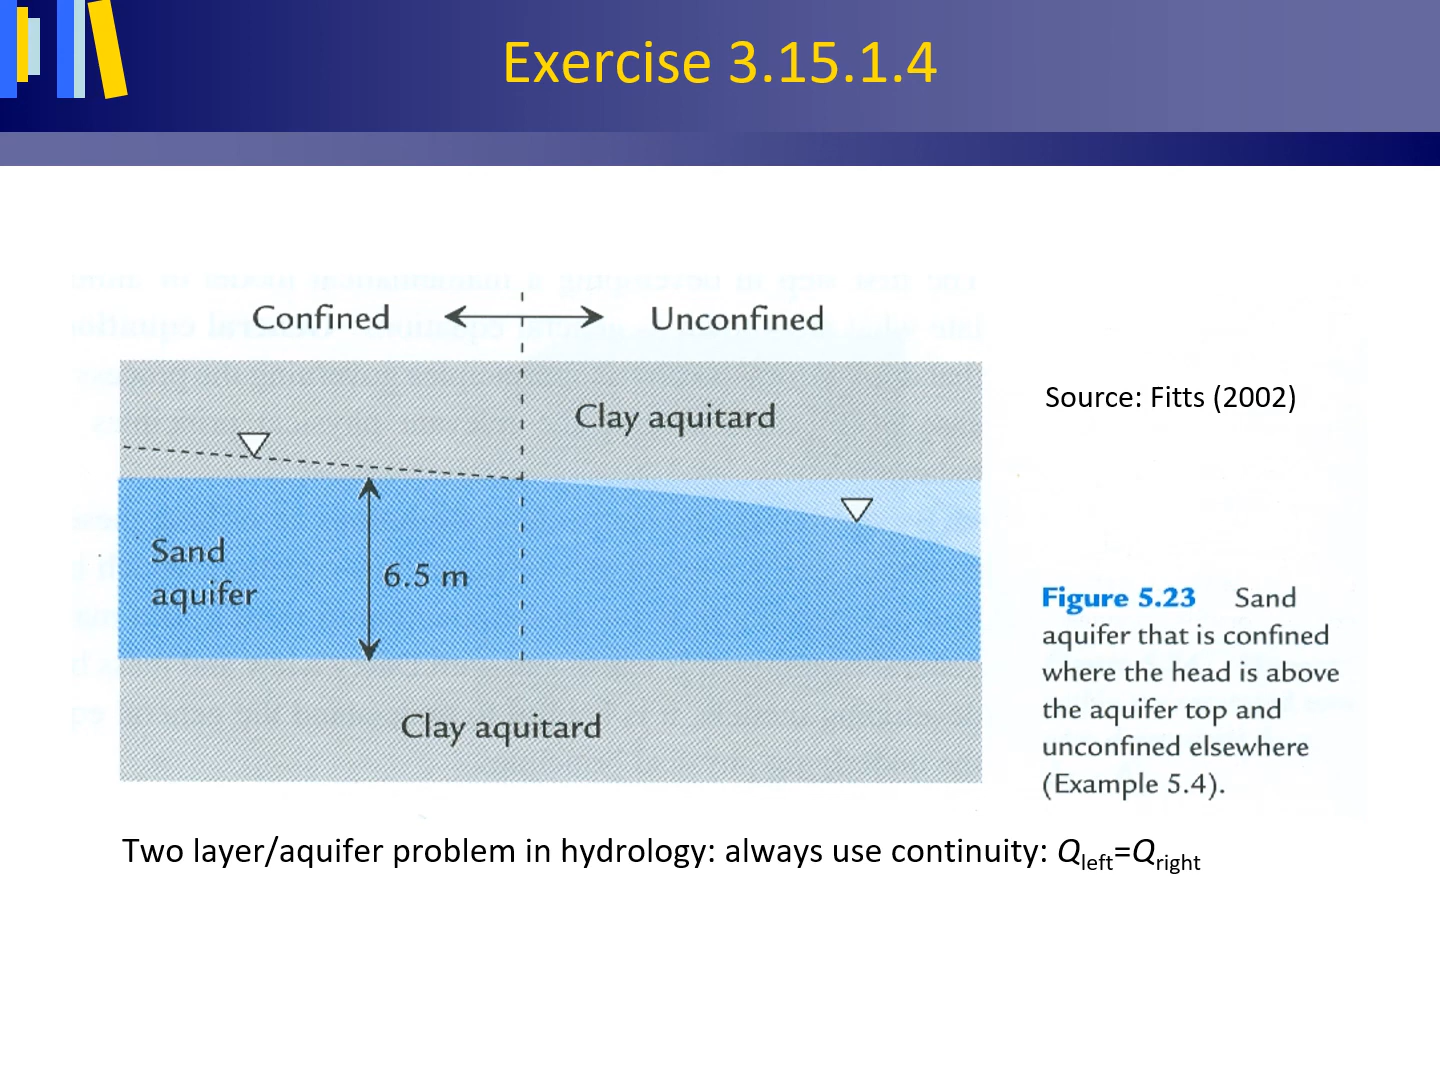 Exercise 3.15.1.4
Confined
Unconfined
Clay aquitard
Source: Fitts (2002)
Sand
aquifer
6.5 m
Clay aquitard
Figure 5.23 Sand
aquifer that is confined
where the head is above
the aquifer top and
unconfined elsewhere
(Example 5.4).
Two layer/aquifer problem in hydrology: always use continuity: Qleft=Qright